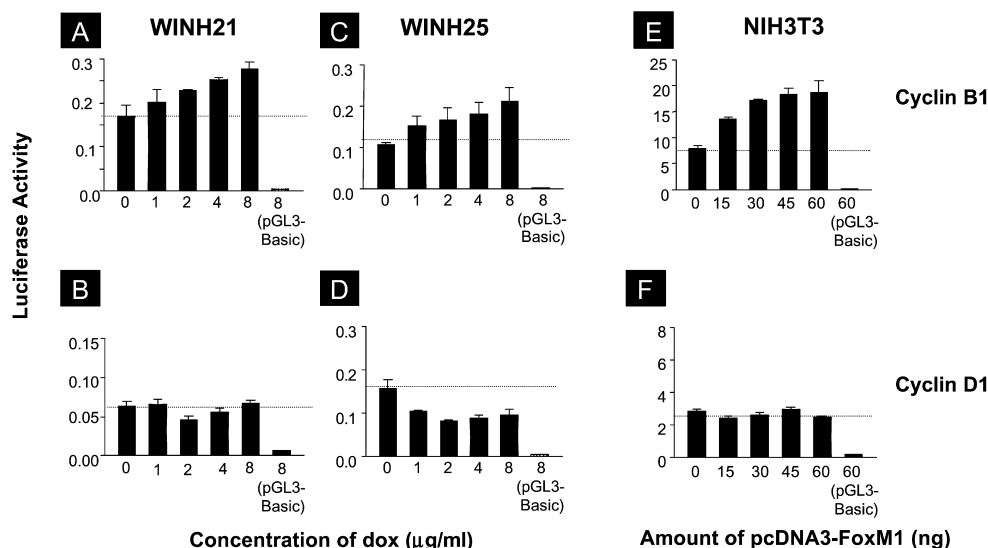 A
WINH21
C
WINH25
E
NIH3T3
Luciferase Activity
0.3
0.2
0.1
0.0
0 1 2 4 8 8
(pGL3-
Basic)
0.3
0.2
0.1
0.0
0 1 2 4 8 8
(pGL3-
Basic)
25
20
15
10
5
0
0 15 30 45 60 60
(pGL3-
Basic)
Cyclin B1
B
0.15
0.10
0.05
0.00
0 1 2 4 8 8
(pGL3-
Basic)
D
0.3
0.2
0.1
0.0
0 1 2 4 8 8
(pGL3-
Basic)
F
8
6
4
2
0
0 15 30 45 60 60
(pGL3-
Basic)
Cyclin D1
Concentration of dox (μg/ml)
Amount of pcDNA3-FoxM1 (ng)